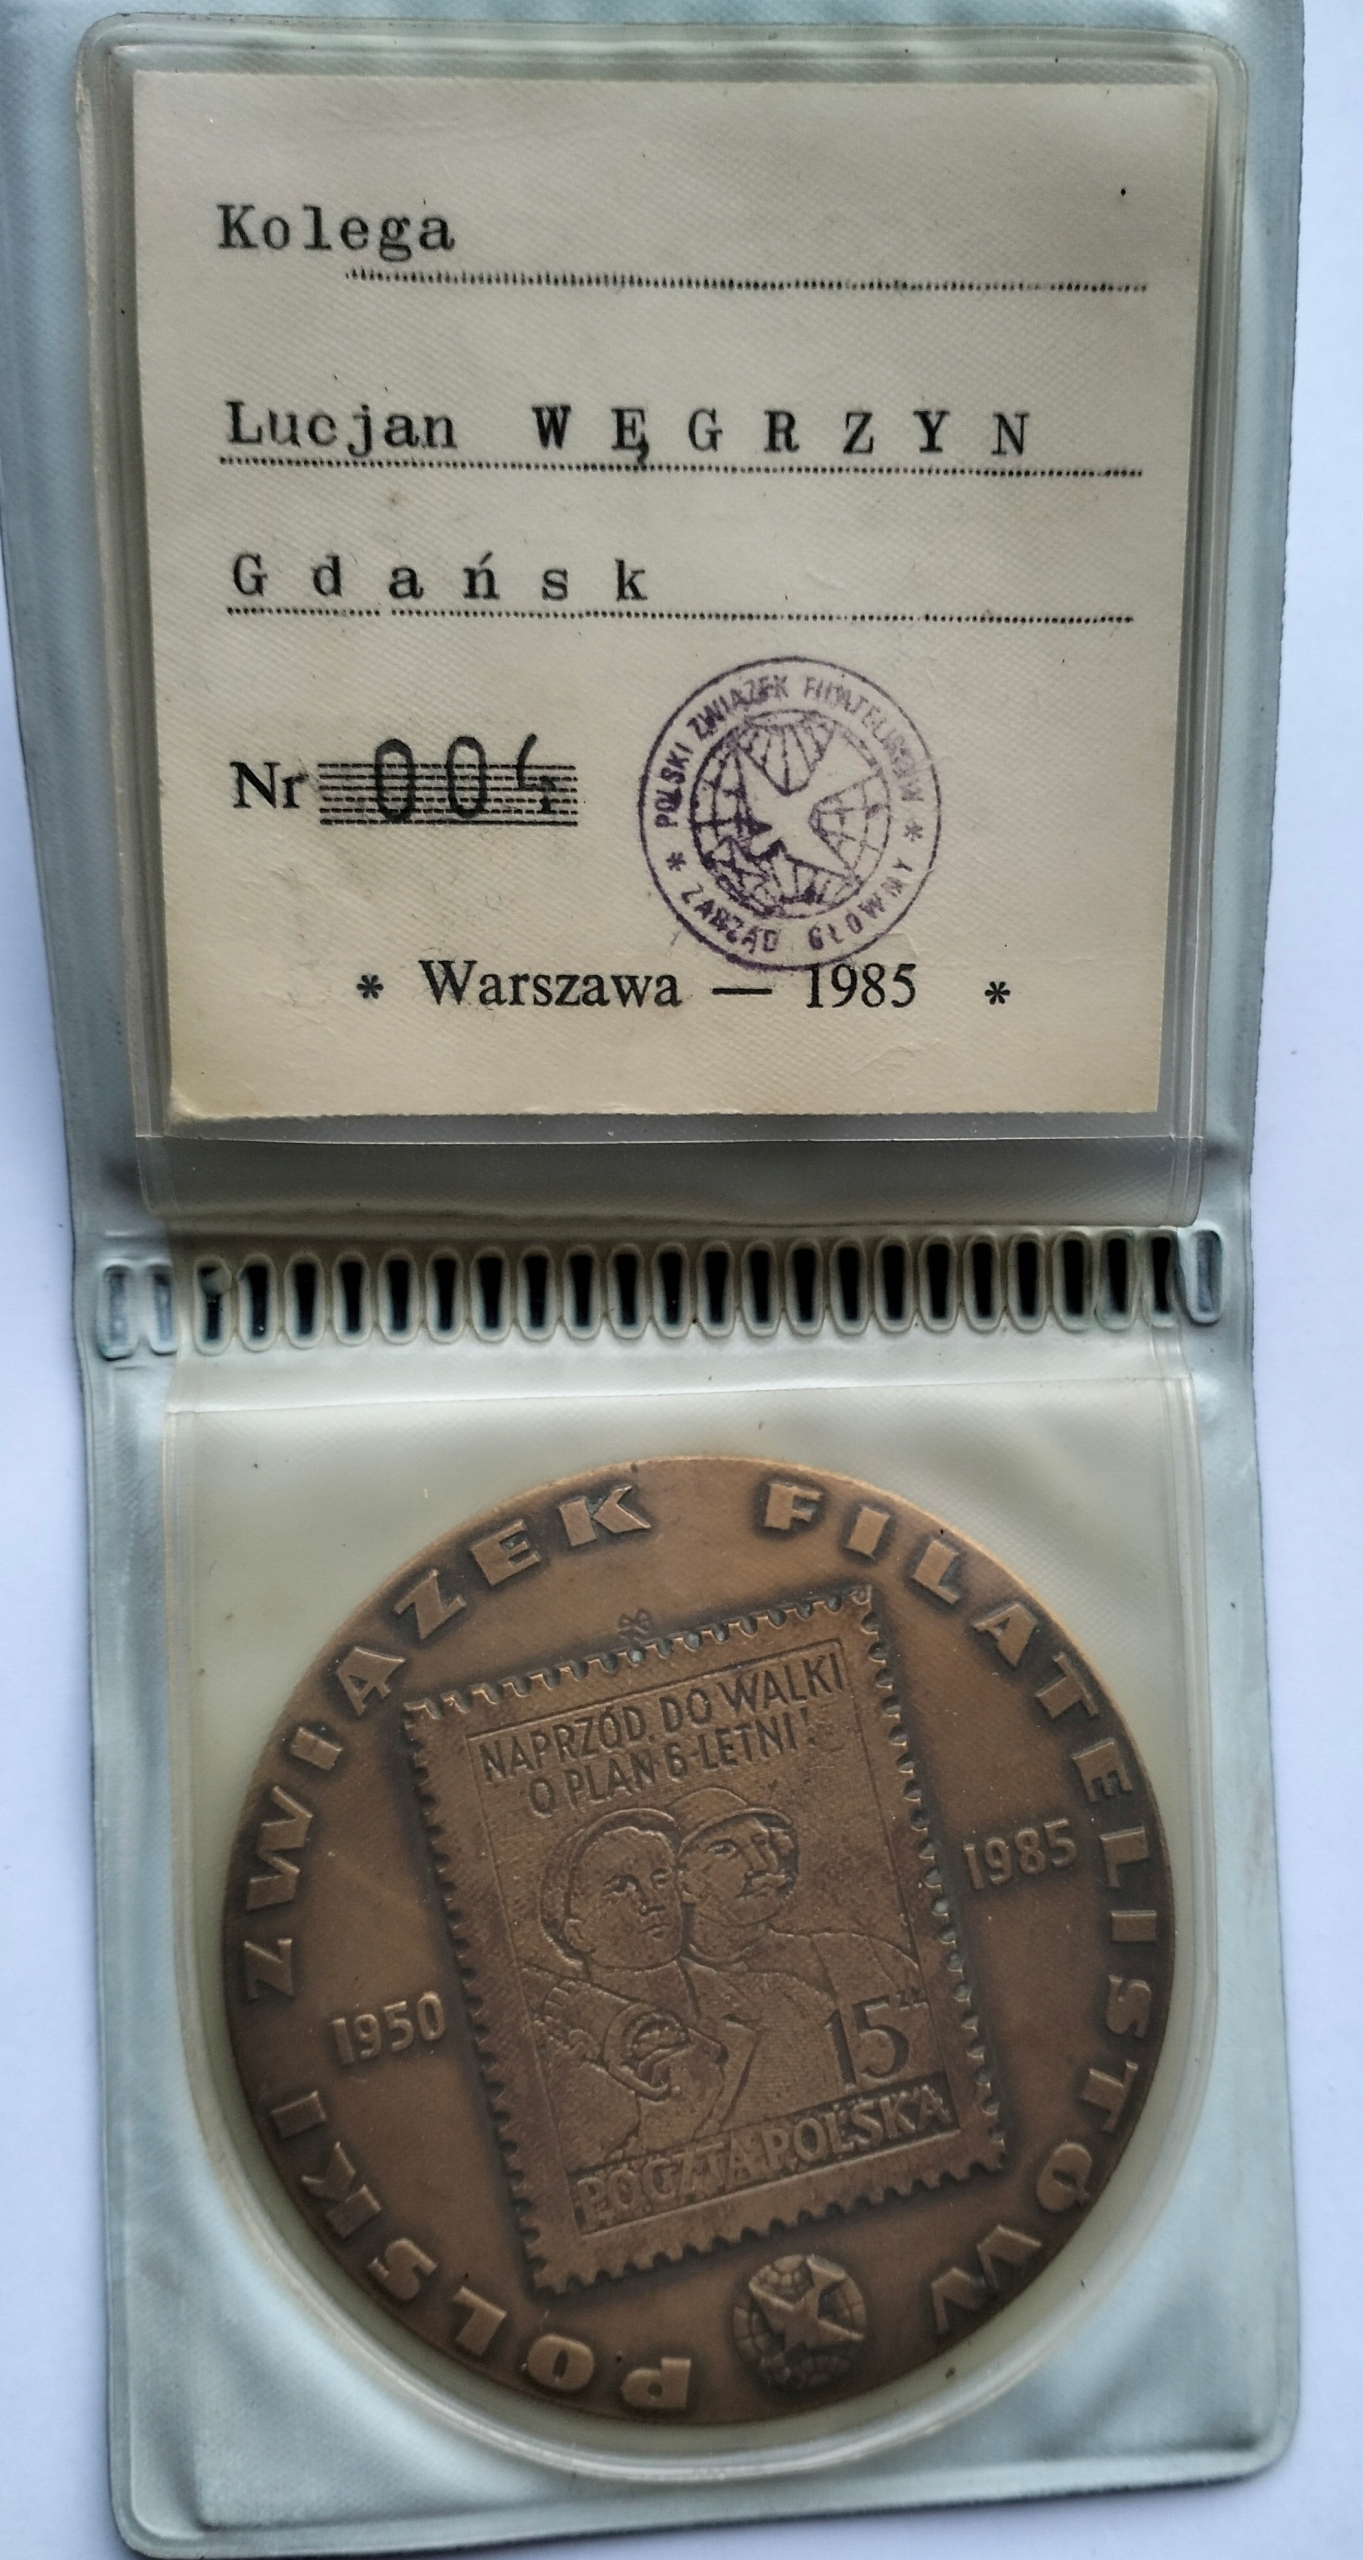 Kolega
Lucjan WĘGRZYN
Gdańsk
Nr 004
POLSKI ZWIĄZEK FILATELISTÓW
* ZARZĄD GŁÓWNY *
* Warszawa — 1985 *
POLSKI ZWIĄZEK FILATELISTÓW
NAPRZÓD DO WALKI
O PLAN 6-LETNI!
1985
1950
15 ZŁ
POCZTA POLSKA